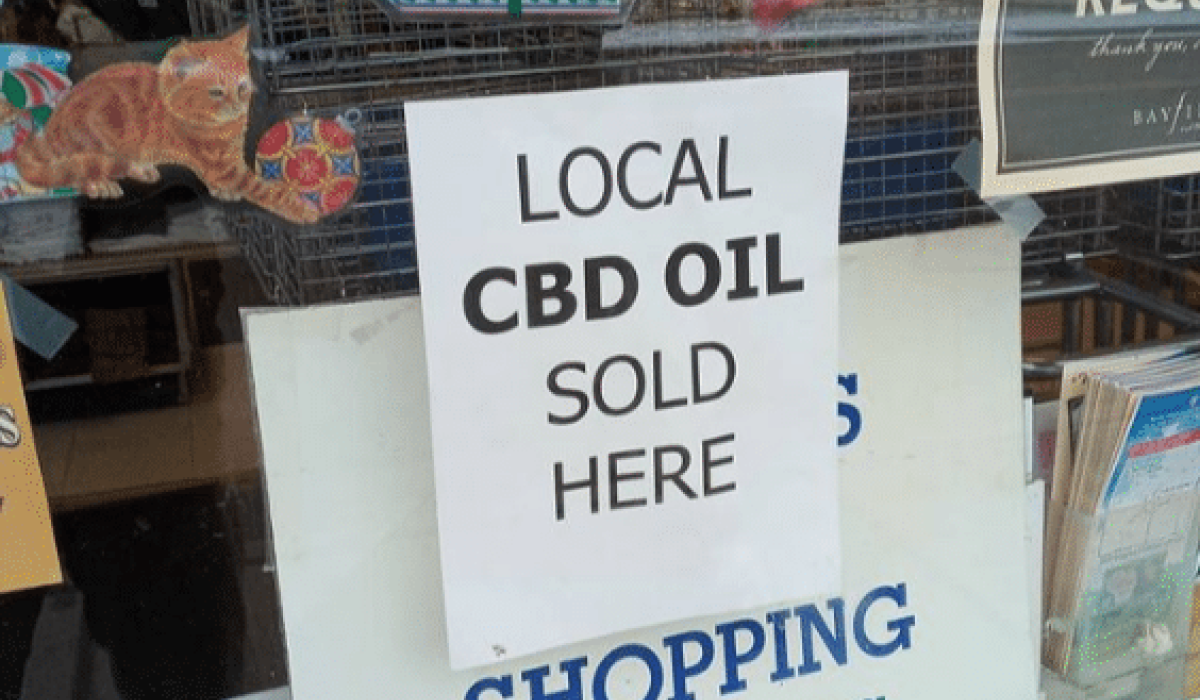 LOCAL
CBD OIL
SOLD
HERE
S
SHOPPING
thank you,